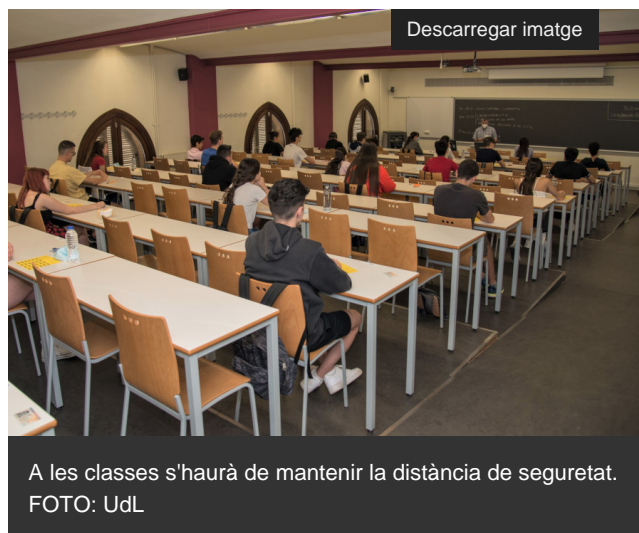 Descarregar imatge
A les classes s'haurà de mantenir la distància de seguretat.
FOTO: UdL